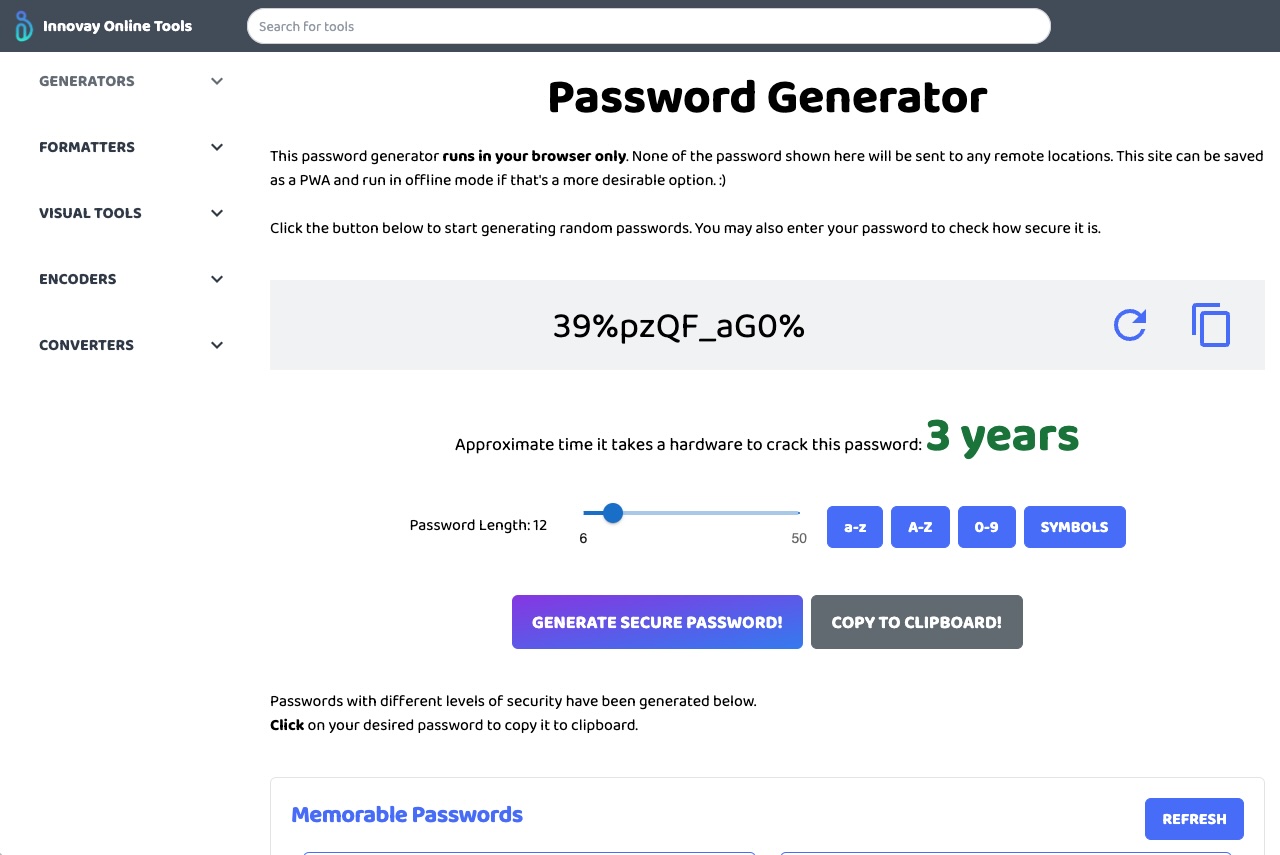 Innovay Online Tools
Search for tools
GENERATORS
FORMATTERS
VISUAL TOOLS
ENCODERS
CONVERTERS
Password Generator
This password generator runs in your browser only. None of the password shown here will be sent to any remote locations. This site can be saved
as a PWA and run in offline mode if that's a more desirable option. :)
Click the button below to start generating random passwords. You may also enter your password to check how secure it is.
39%pzQF_aG0%
Approximate time it takes a hardware to crack this password: 3 years
Password Length: 12
6
50
a-z
A-Z
0-9
SYMBOLS
GENERATE SECURE PASSWORD!
COPY TO CLIPBOARD!
Passwords with different levels of security have been generated below.
Click on your desired password to copy it to clipboard.
Memorable Passwords
REFRESH